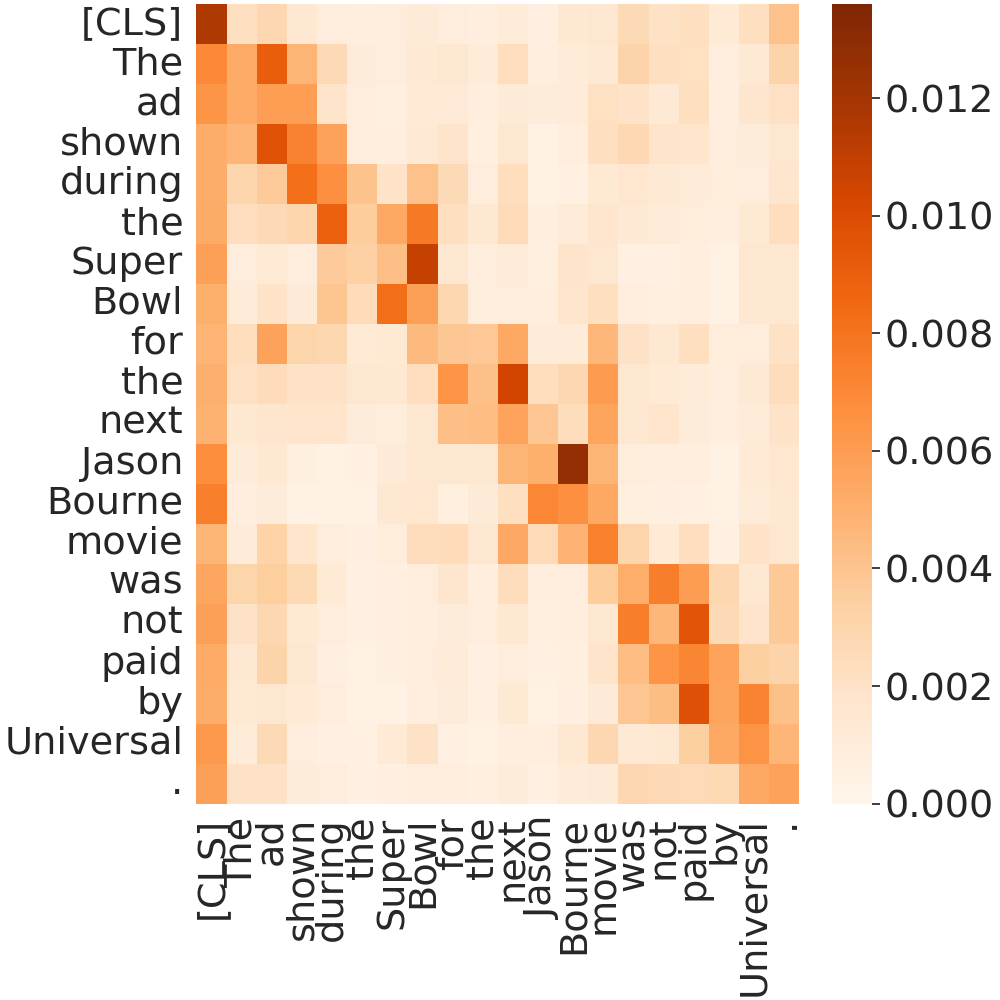 [CLS]
The
ad
shown
during
the
Super
Bowl
for
the
next
Jason
Bourne
movie
was
not
paid
by
Universal
.
[CLS]
The
ad
shown
during
the
Super
Bowl
for
the
next
Jason
Bourne
movie
was
not
paid
by
Universal
.
0.012
0.010
0.008
0.006
0.004
0.002
0.000